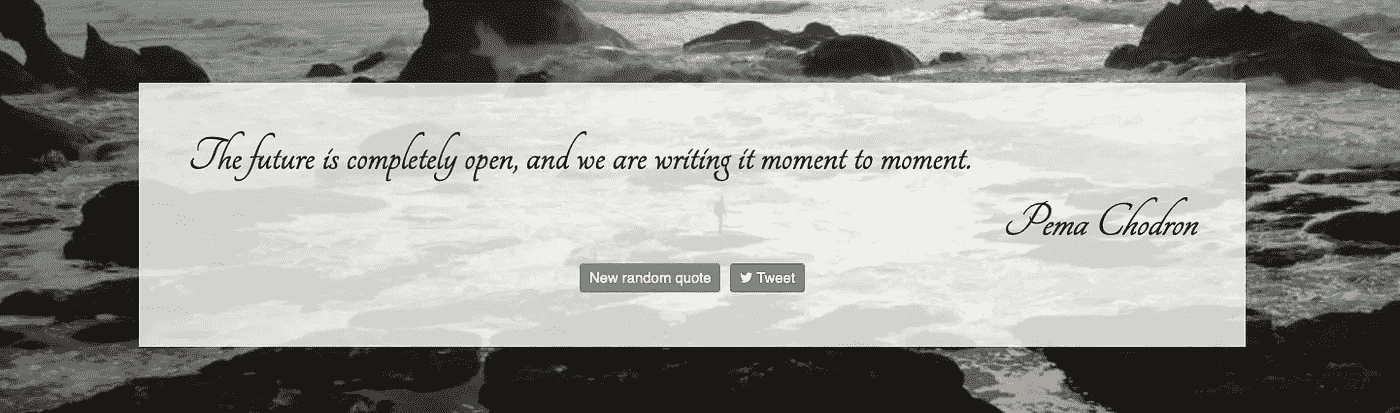 The future is completely open, and we are writing it moment to moment.
Pema Chodron
New random quote Tweet